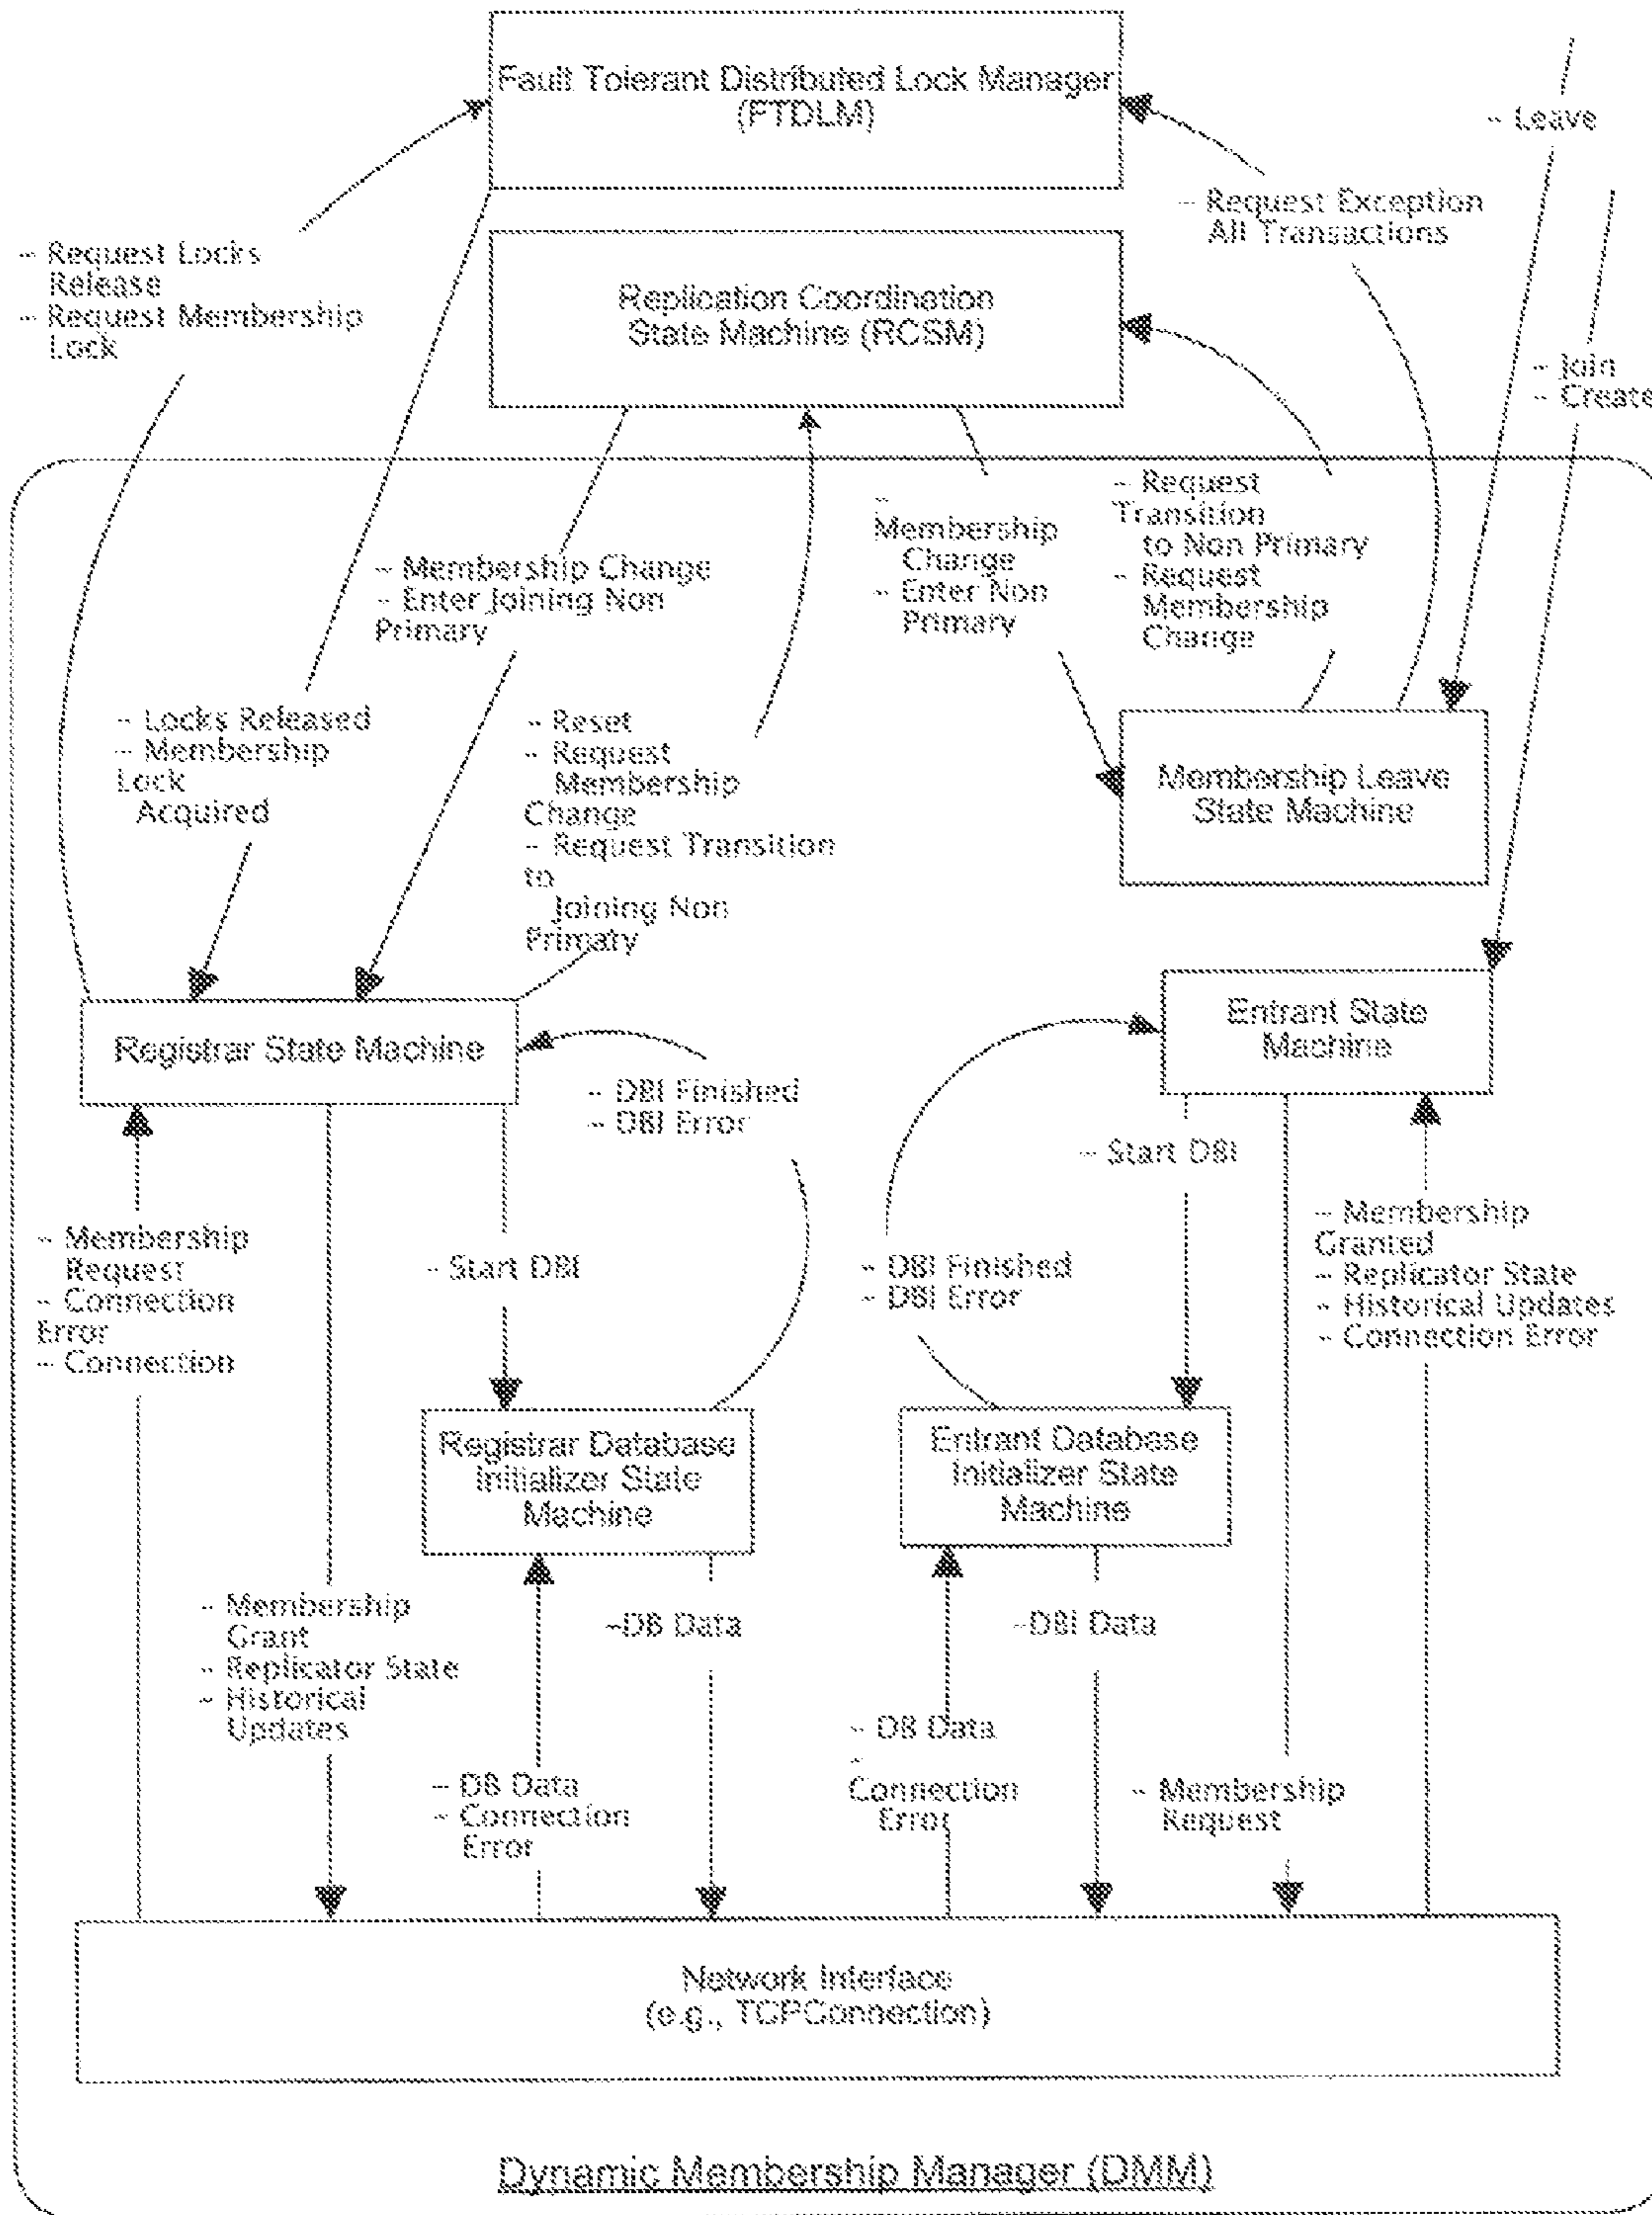 Fault Tolerant Distributed Lock Manager
(FTDLM)
- Leave
- Request Exception
All Transactions
- Request Locks
Release
- Request Membership
Lock
Replication Coordination
State Machine (RCSM)
- Join
- Create
- Membership Change
- Enter Joining Non
Primary
-
Membership
Change
- Enter Non
Primary
- Request
Transition
to Non Primary
- Request
Membership
Change
- Locks Released
- Membership
Lock
Acquired
- Reset
- Request
Membership
Change
- Request Transition
to
Joining Non
Primaty
Membership Leave
State Machine
Registrar State Machine
Entrant State
Machine
- DBI Finished
- DBI Error
- Start DBI
- Membership
Request
- Connection
Error
- Connection
- Start DBI
- DBI Finished
- DBI Error
- Membership
Granted
- Replicator State
- Historical Updates
- Connection Error
Registrar Database
Initializer State
Machine
Entrant Database
Initializer State
Machine
- Membership
Grant
- Replicator State
- Historical
Updates
-DB Data
-DBI Data
- DB Data
- Connection
Error
- DB Data
-
Connection
Error
- Membership
Request
Network Interface
(e.g., TCPConnection)
Dynamic Membership Manager (DMM)